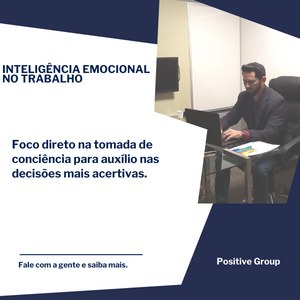 INTELIGÊNCIA EMOCIONAL
NO TRABALHO
Foco direto na tomada de
conciência para auxílio nas
decisões mais acertivas.
Fale com a gente e saiba mais.
Positive Group